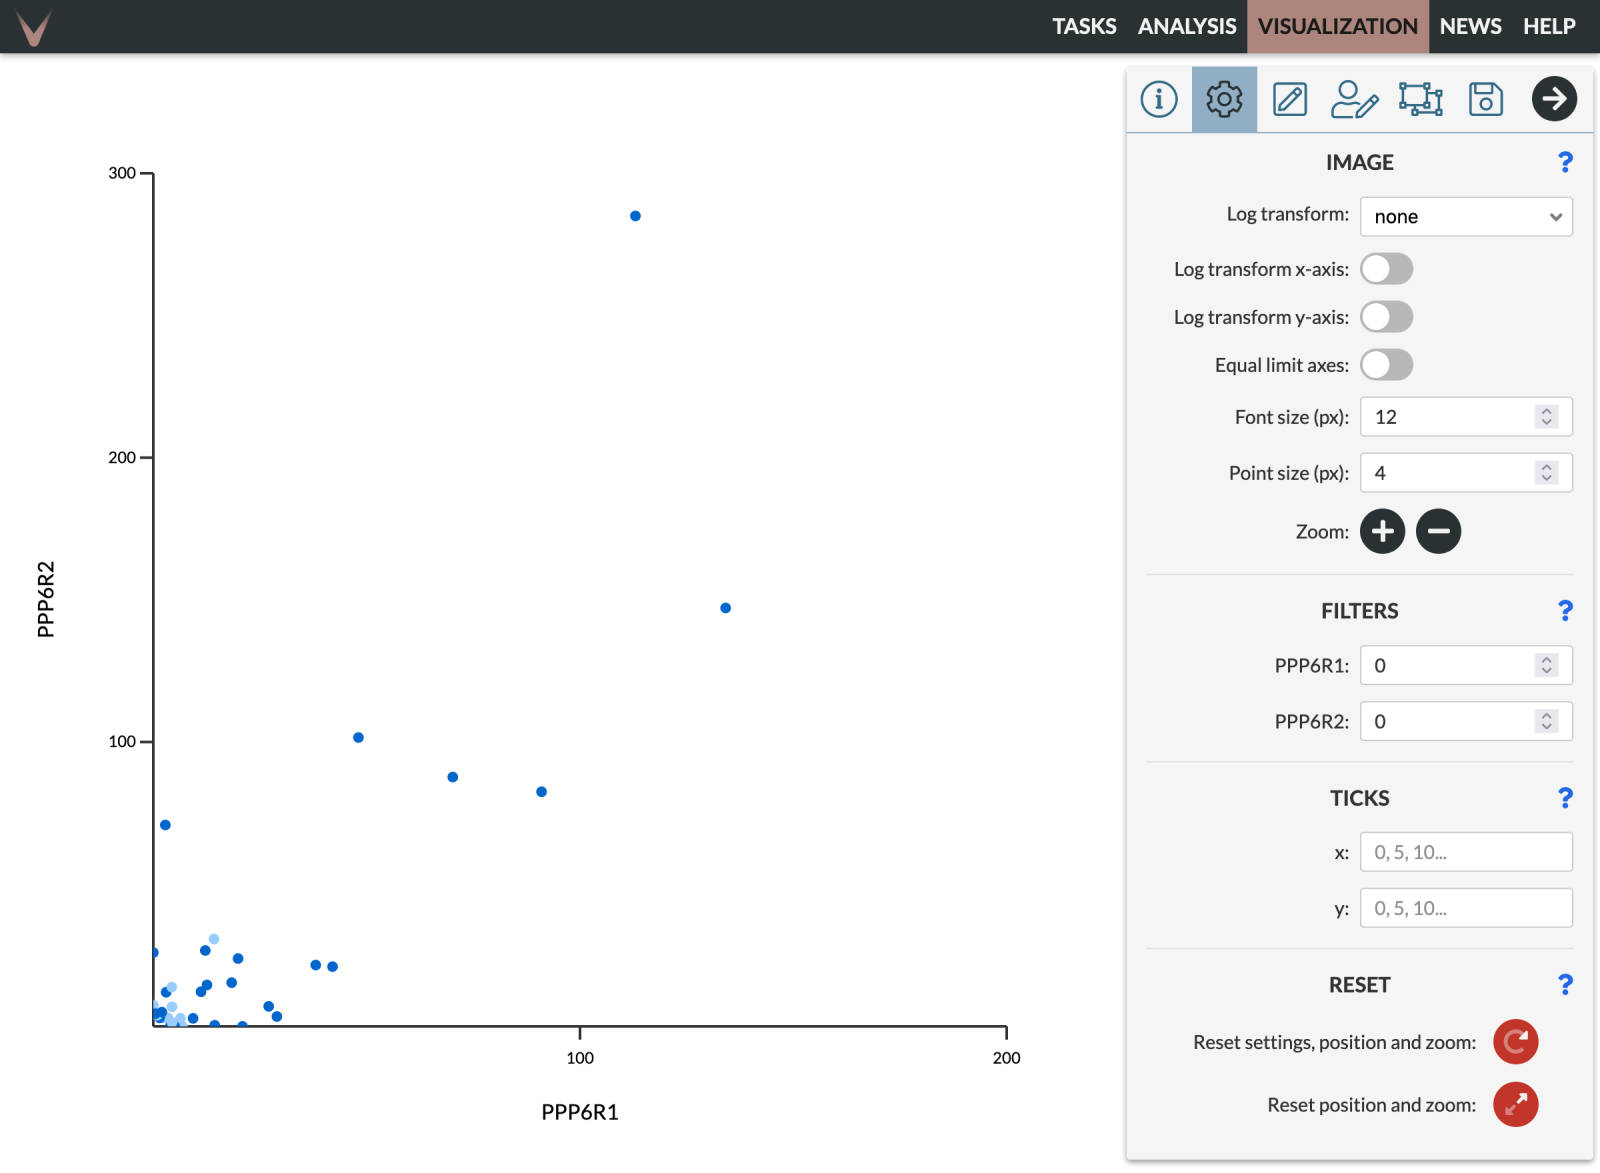 TASKS ANALYSIS VISUALIZATION NEWS HELP
IMAGE ?
Log transform: none
Log transform x-axis:
Log transform y-axis:
Equal limit axes:
Font size (px): 12
Point size (px): 4
Zoom:
FILTERS ?
PPP6R1: 0
PPP6R2: 0
TICKS ?
x: 0, 5, 10...
y: 0, 5, 10...
RESET ?
Reset settings, position and zoom:
Reset position and zoom:
300
200
100
PPP6R2
100
200
PPP6R1